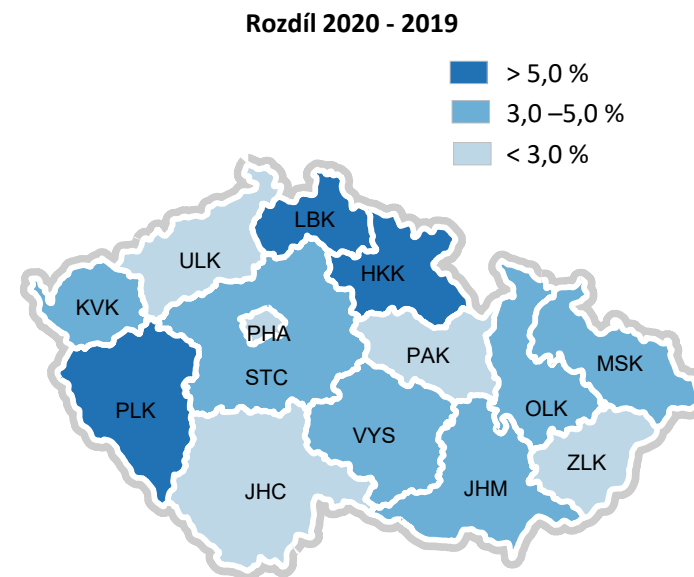 Rozdíl 2020 - 2019
> 5,0 %
3,0 –5,0 %
< 3,0 %
LBK
ULK
HKK
KVK
PHA
PAK
STC
MSK
PLK
OLK
VYS
ZLK
JHC
JHM